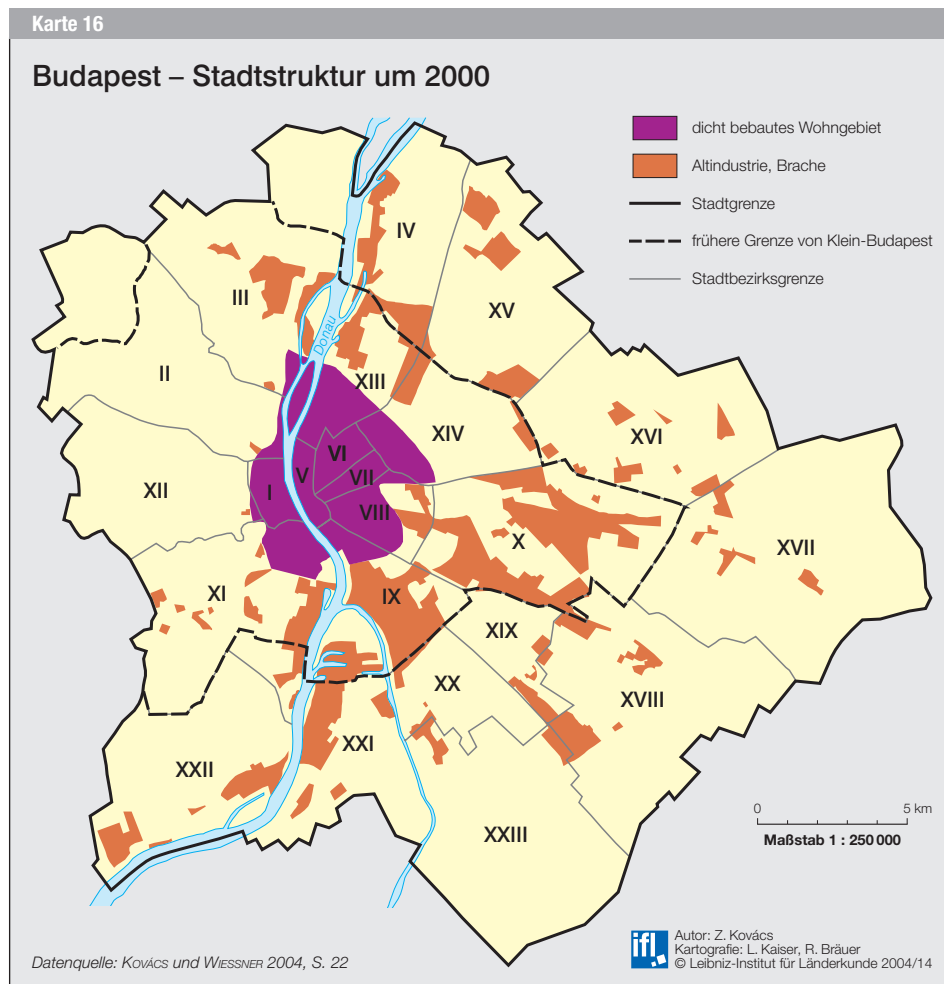 Karte 16
Budapest – Stadtstruktur um 2000
dicht bebautes Wohngebiet
Altindustrie, Brache
Stadtgrenze
frühere Grenze von Klein-Budapest
Stadtbezirksgrenze
IV
III
XV
Donau
II
XIII
XIV
XVI
VI
XII
I
V
VII
VIII
X
XVII
XI
IX
XIX
XX
XVIII
XXI
XXII
XXIII
0 5 km
Maßstab 1 : 250 000
Datenquelle: KOVÁCS und WIESSNER 2004, S. 22
ifl
Autor: Z. Kovács
Kartografie: L. Kaiser, R. Bräuer
© Leibniz-Institut für Länderkunde 2004/14